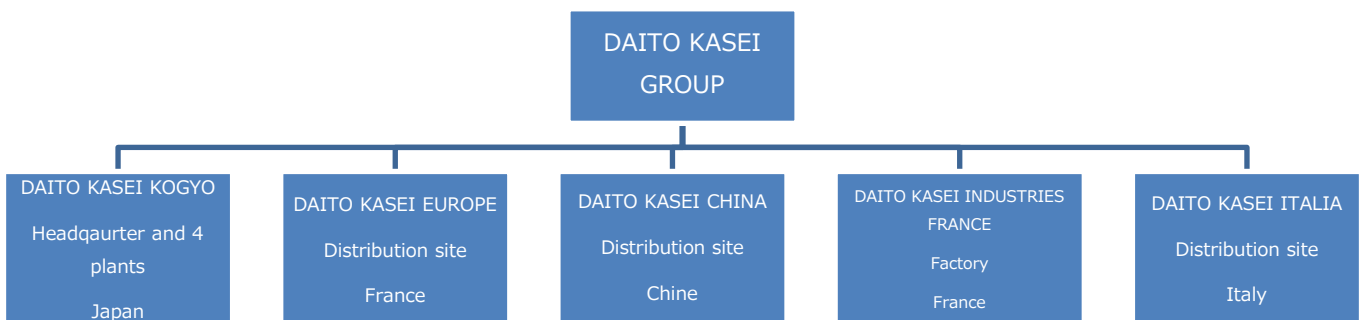 DAITO KASEI
GROUP
DAITO KASEI KOGYO
Headqaurter and 4
plants
Japan
DAITO KASEI EUROPE
Distribution site
France
DAITO KASEI CHINA
Distribution site
Chine
DAITO KASEI INDUSTRIES
FRANCE
Factory
France
DAITO KASEI ITALIA
Distribution site
Italy